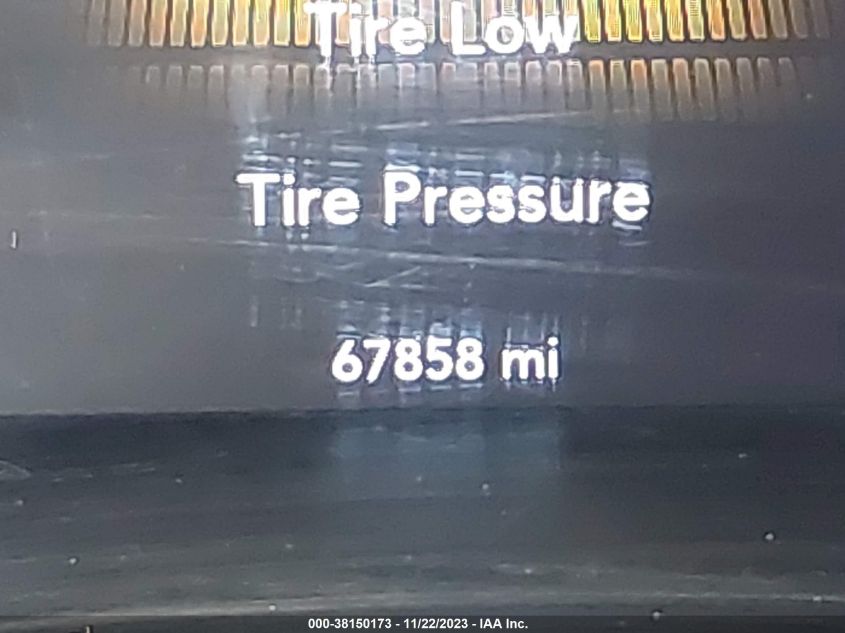 Tire Low
Tire Pressure
67858 mi
000-38150173 - 11/22/2023 - IAA Inc.